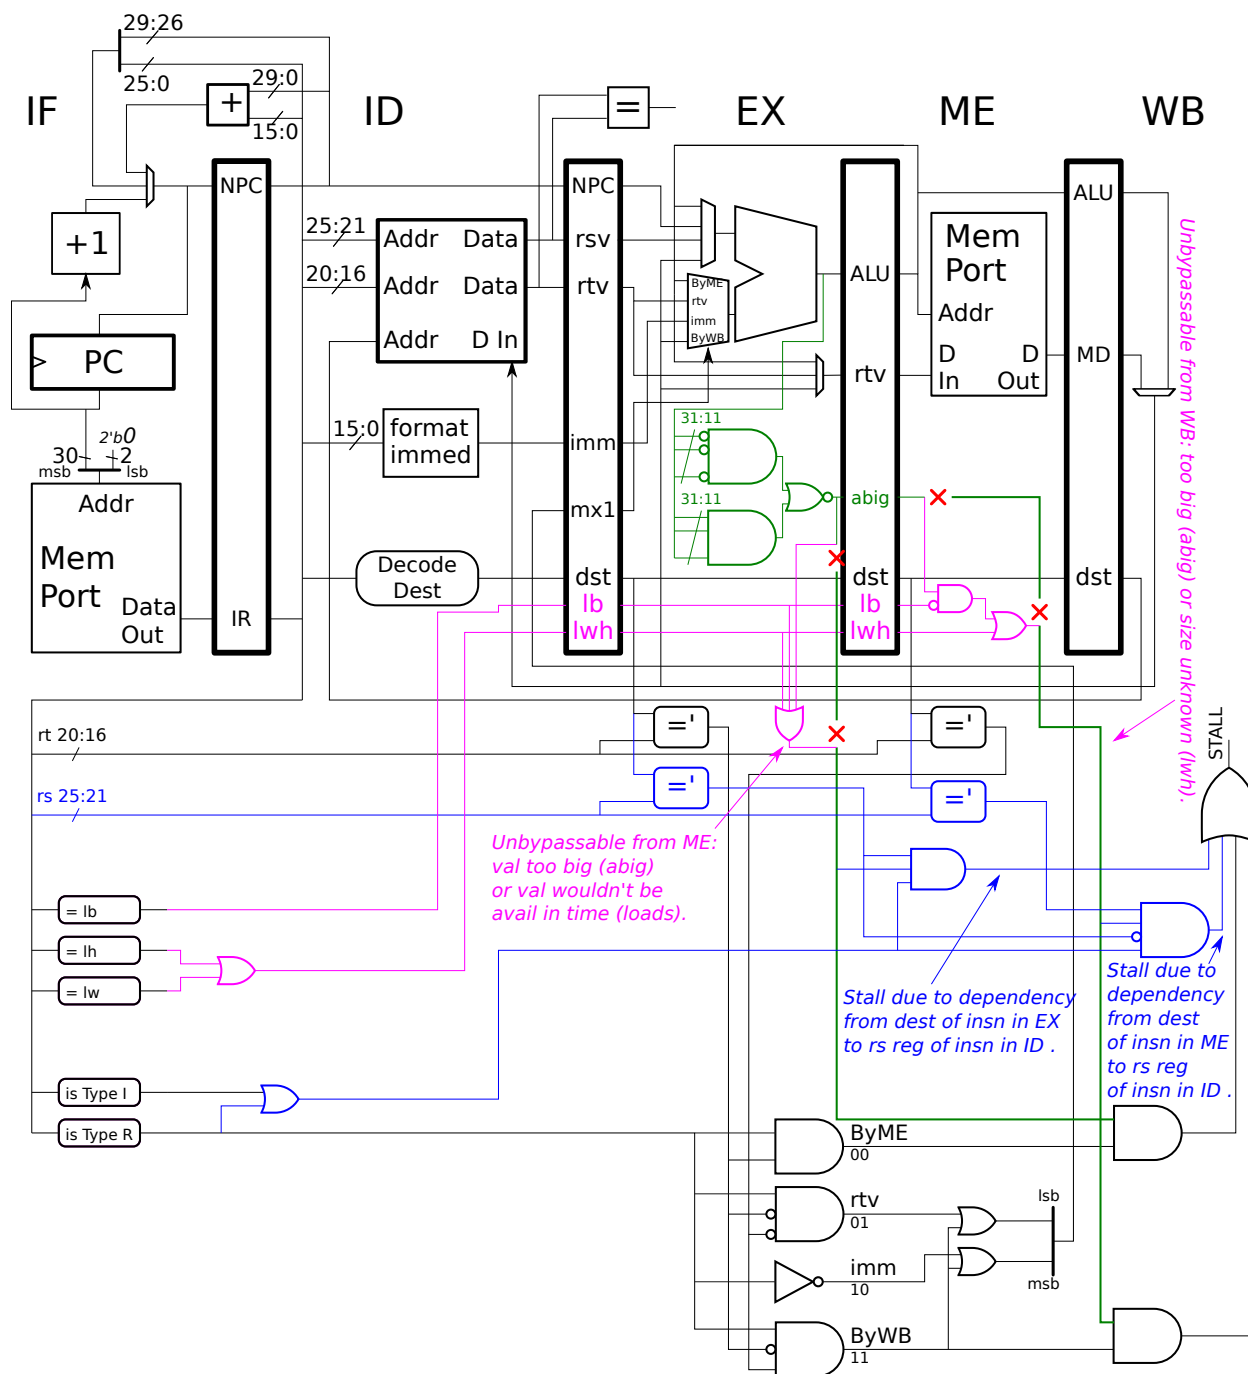 29:26
25:0
29:0
15:0
IF
ID
EX
ME
WB
+
=
NPC
NPC
ALU
+1
25:21
Addr
Data
rsv
20:16
Addr
Data
rtv
Addr
D In
ByME
rtv
imm
ByWB
ALU
Mem
Port
Addr
D
In
D
Out
MD
rtv
PC
15:0
format
immed
imm
31:11
31:11
abig
2'b0
30
2
msb
lsb
Addr
Mem
Port
Data
Out
IR
mx1
Decode
Dest
dst
lb
lwh
dst
lb
lwh
dst
Unbypassable from WB: too big (abig) or size unknown (lwh).
STALL
rt 20:16
='
='
rs 25:21
='
='
Unbypassable from ME:
val too big (abig)
or val wouldn't be
avail in time (loads).
= lb
= lh
= lw
Stall due to dependency
from dest of insn in EX
to rs reg of insn in ID .
Stall due to
dependency
from dest
of insn in ME
to rs reg
of insn in ID .
is Type I
is Type R
ByME
00
rtv
01
imm
10
ByWB
11
lsb
msb